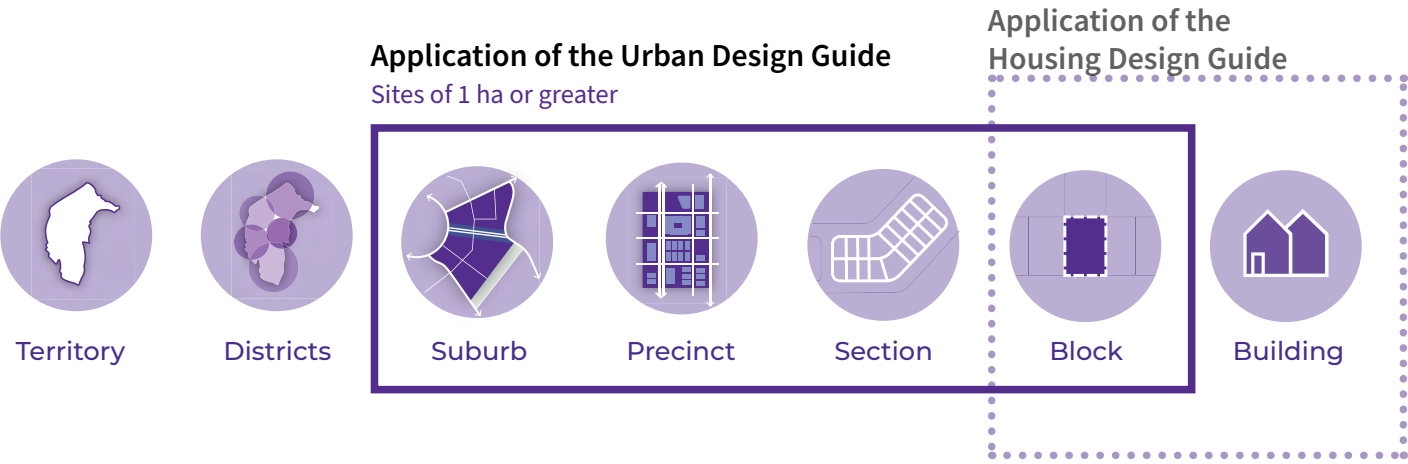 Application of the
Housing Design Guide
Application of the Urban Design Guide
Sites of 1 ha or greater
Territory
Districts
Suburb
Precinct
Section
Block
Building